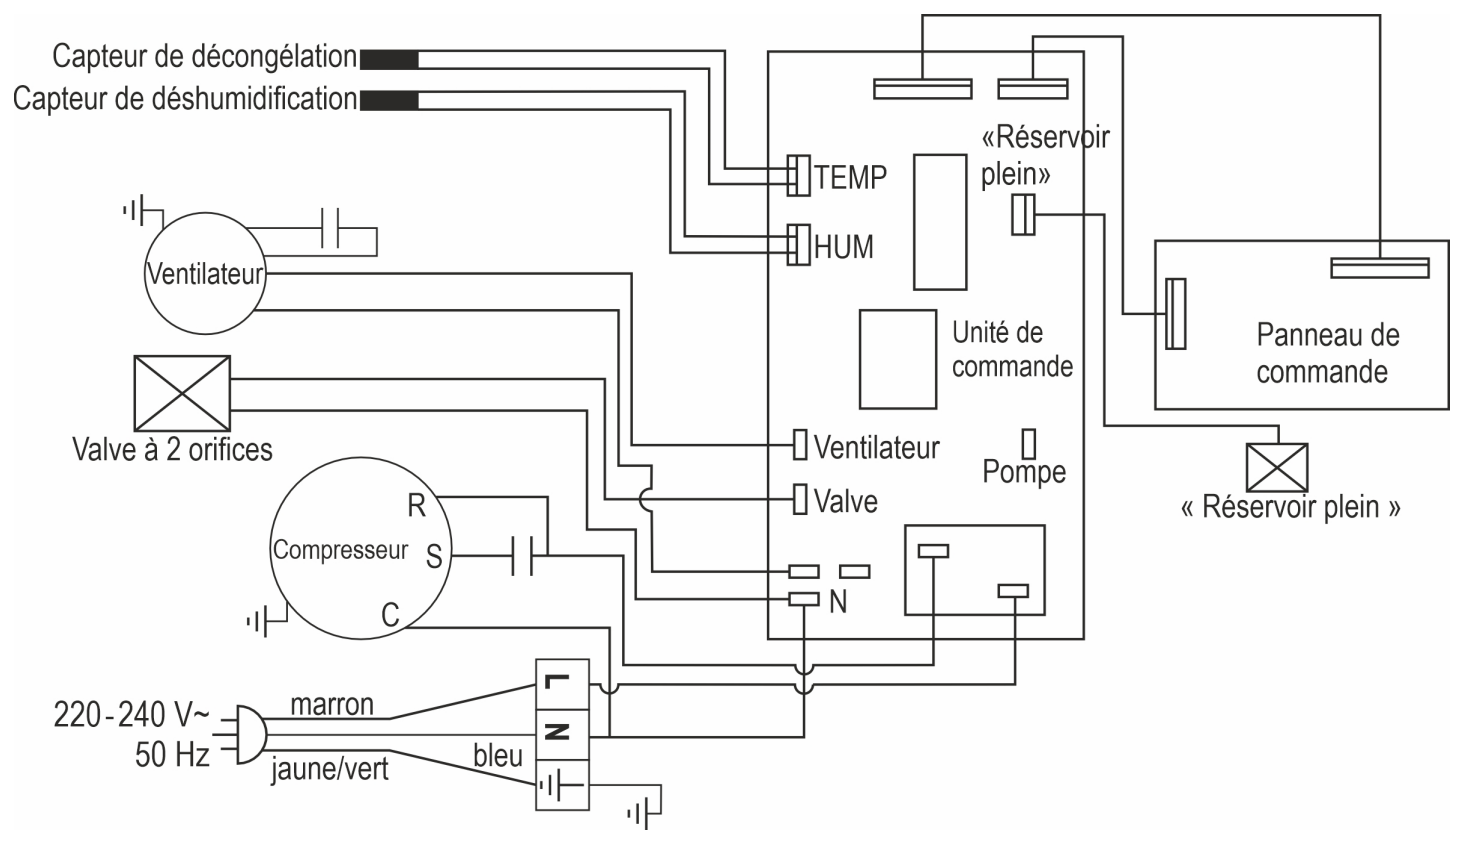 Capteur de décongélation
Capteur de déshumidification
«Réservoir
plein»
TEMP
HUM
Ventilateur
Unité de
commande
Panneau de
commande
Valve à 2 orifices
Ventilateur
Pompe
Valve
« Réservoir plein »
R
Compresseur
S
C
N
L
marron
220-240 V~
50 Hz
N
bleu
jaune/vert